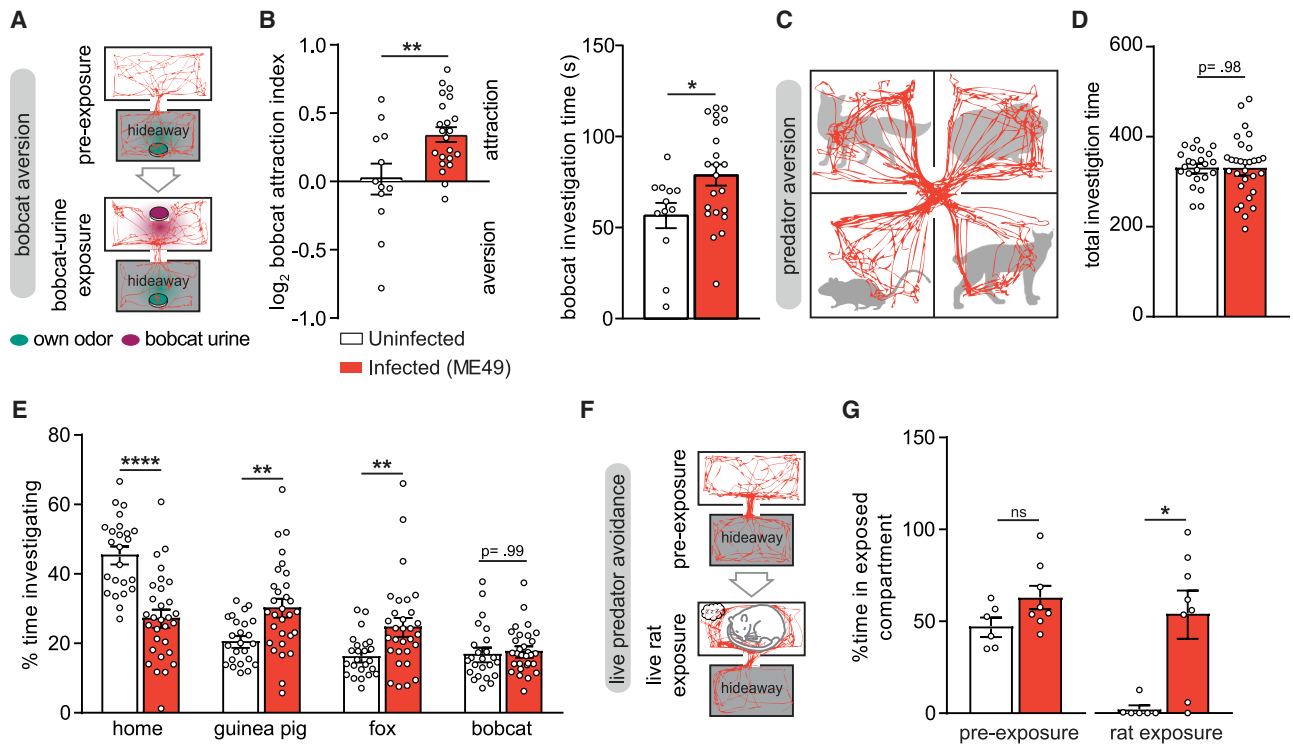 A
bobcat aversion
pre-exposure
hideaway
bobcat-urine
exposure
hideaway
own odor
bobcat urine
B
log2 bobcat attraction index
1.0
0.5
0.0
-0.5
-1.0
**
attraction
aversion
Uninfected
Infected (ME49)
bobcat investigation time (s)
150
100
50
0
*
C
predator aversion
D
total investigtion time
600
400
200
0
p= .98
E
% time investigating
80
60
40
20
0
****
**
**
p= .99
home
guinea pig
fox
bobcat
F
live predator avoidance
pre-exposure
hideaway
live rat
exposure
hideaway
G
%time in exposed
compartment
150
100
50
0
ns
*
pre-exposure
rat exposure